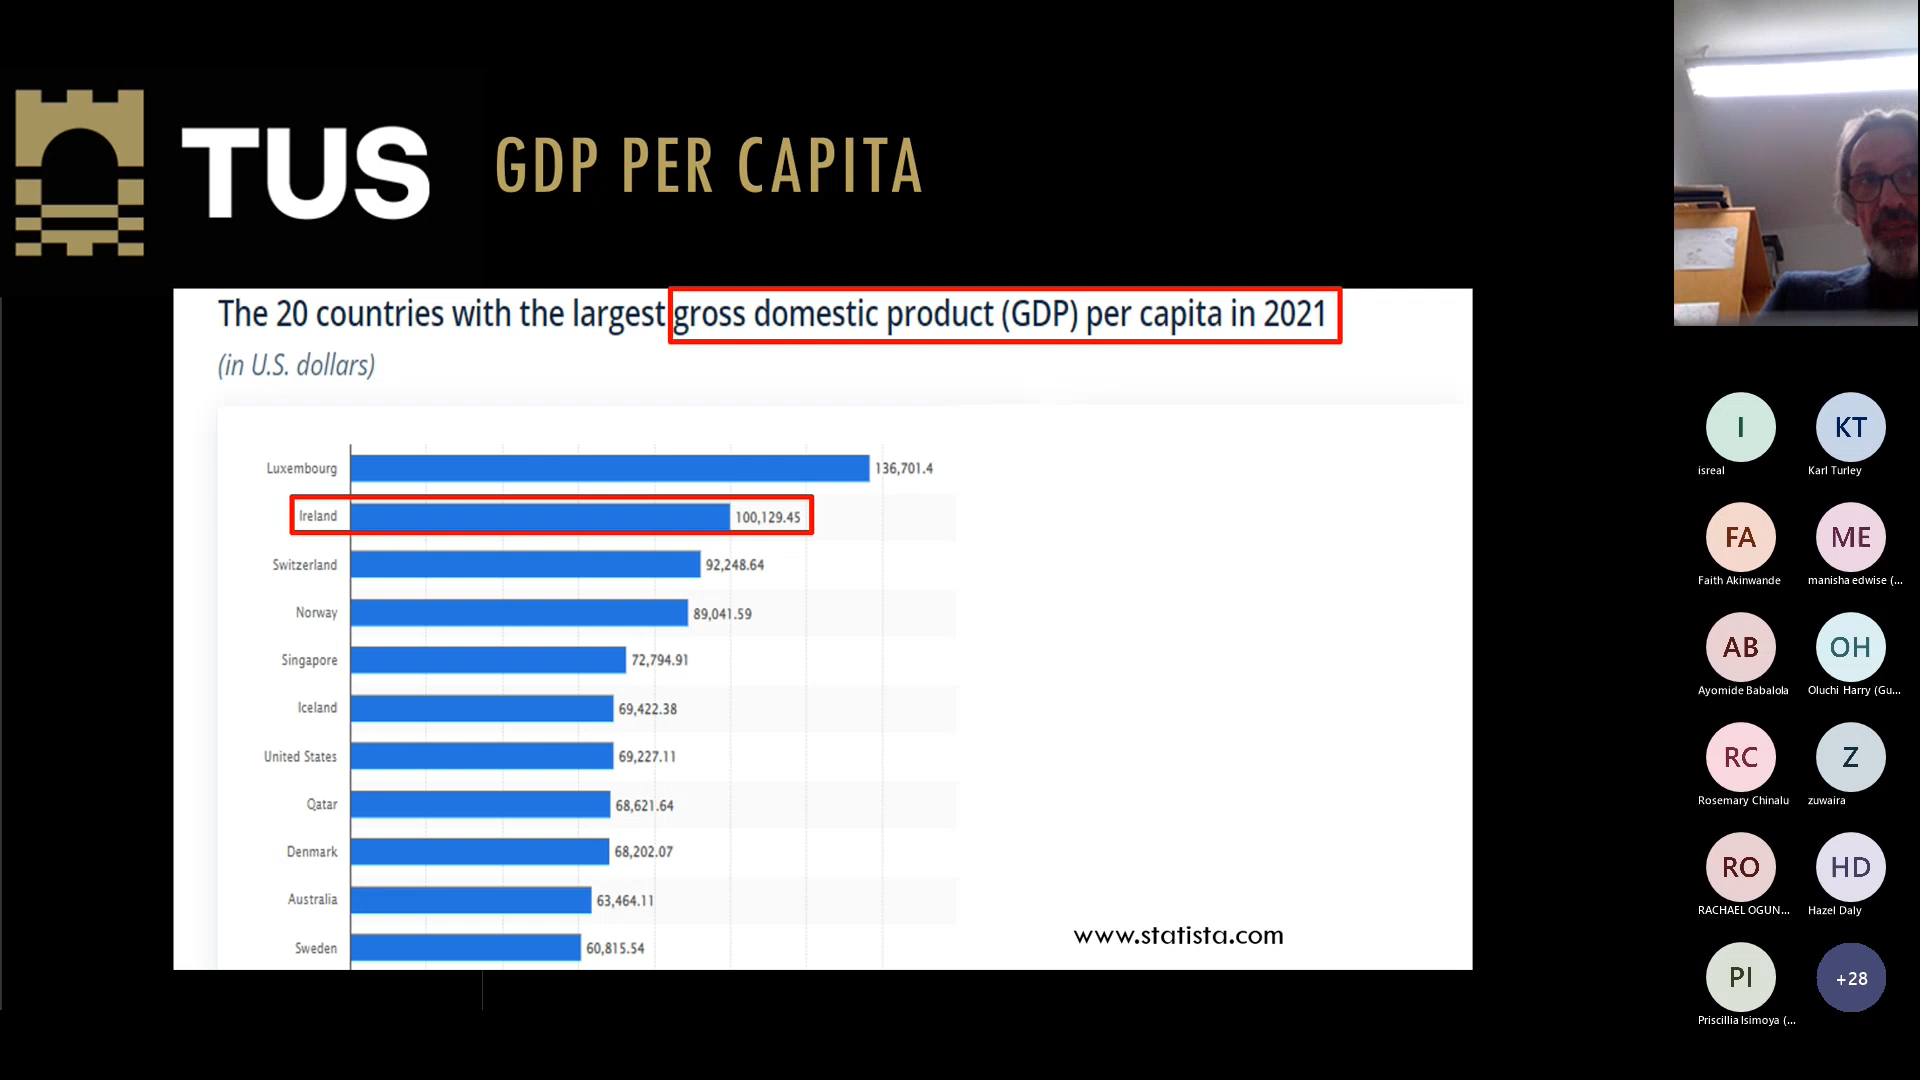 TUS
GDP PER CAPITA
The 20 countries with the largest gross domestic product (GDP) per capita in 2021
(in U.S. dollars)
Luxembourg 136,701.4
Ireland 100,129.45
Switzerland 92,248.64
Norway 89,041.59
Singapore 72,794.91
Iceland 69,422.38
United States 69,227.11
Qatar 68,621.64
Denmark 68,202.07
Australia 63,464.11
Sweden 60,815.54
www.statista.com
I KT
isreal Karl Turley
FA ME
Faith Akinwande manisha edwise (...
AB OH
Ayomide Babalola Oluchi Harry (Gu...
RC Z
Rosemary Chinalu zuwaira
RO HD
RACHAEL OGUN... Hazel Daly
PI +28
Priscillia Isimoya (...